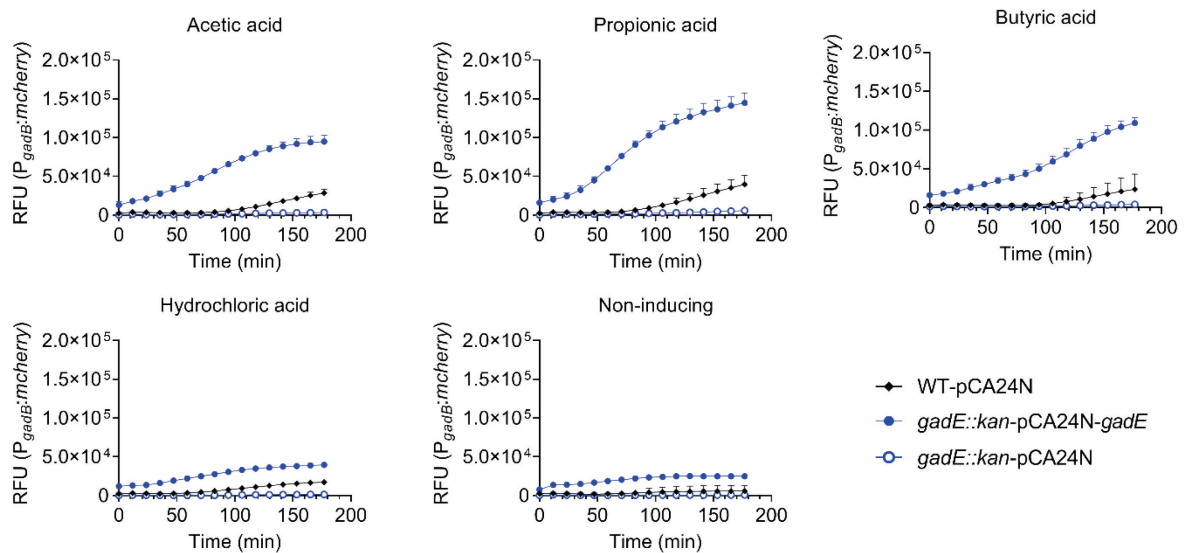 Acetic acid
2.0×10⁵
1.5×10⁵
1.0×10⁵
5.0×10⁴
0
RFU (P_gadB:mcherry)
0 50 100 150 200
Time (min)
Propionic acid
2.0×10⁵
1.5×10⁵
1.0×10⁵
5.0×10⁴
0
RFU (P_gadB:mcherry)
0 50 100 150 200
Time (min)
Butyric acid
2.0×10⁵
1.5×10⁵
1.0×10⁵
5.0×10⁴
0
RFU (P_gadB:mcherry)
0 50 100 150 200
Time (min)
Hydrochloric acid
2.0×10⁵
1.5×10⁵
1.0×10⁵
5.0×10⁴
0
RFU (P_gadB:mcherry)
0 50 100 150 200
Time (min)
Non-inducing
2.0×10⁵
1.5×10⁵
1.0×10⁵
5.0×10⁴
0
RFU (P_gadB:mcherry)
0 50 100 150 200
Time (min)
WT-pCA24N
gadE::kan-pCA24N-gadE
gadE::kan-pCA24N